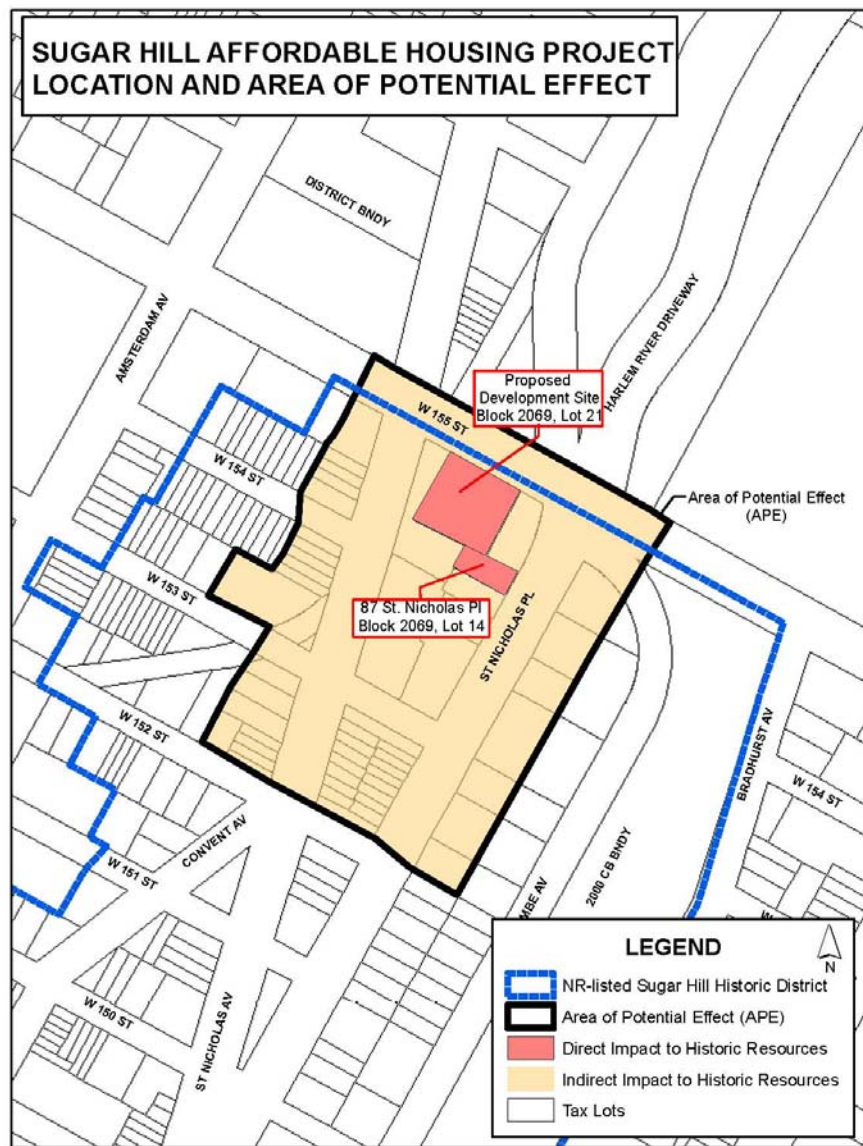 SUGAR HILL AFFORDABLE HOUSING PROJECT
LOCATION AND AREA OF POTENTIAL EFFECT
DISTRICT BNDY
AMSTERDAM AV
HARLEM RIVER DRIVEWAY
Proposed
Development Site
Block 2069, Lot 21
W 155 ST
W 154 ST
Area of Potential Effect
(APE)
W 153 ST
87 St. Nicholas Pl
Block 2069, Lot 14
ST NICHOLAS PL
W 152 ST
BRADHURST AV
W 154 ST
CONVENT AV
W 151 ST
2000 CB BNDY
MBE AV
W
W 150 ST
ST NICHOLAS AV
LEGEND
N
NR-listed Sugar Hill Historic District
Area of Potential Effect (APE)
Direct Impact to Historic Resources
Indirect Impact to Historic Resources
Tax Lots